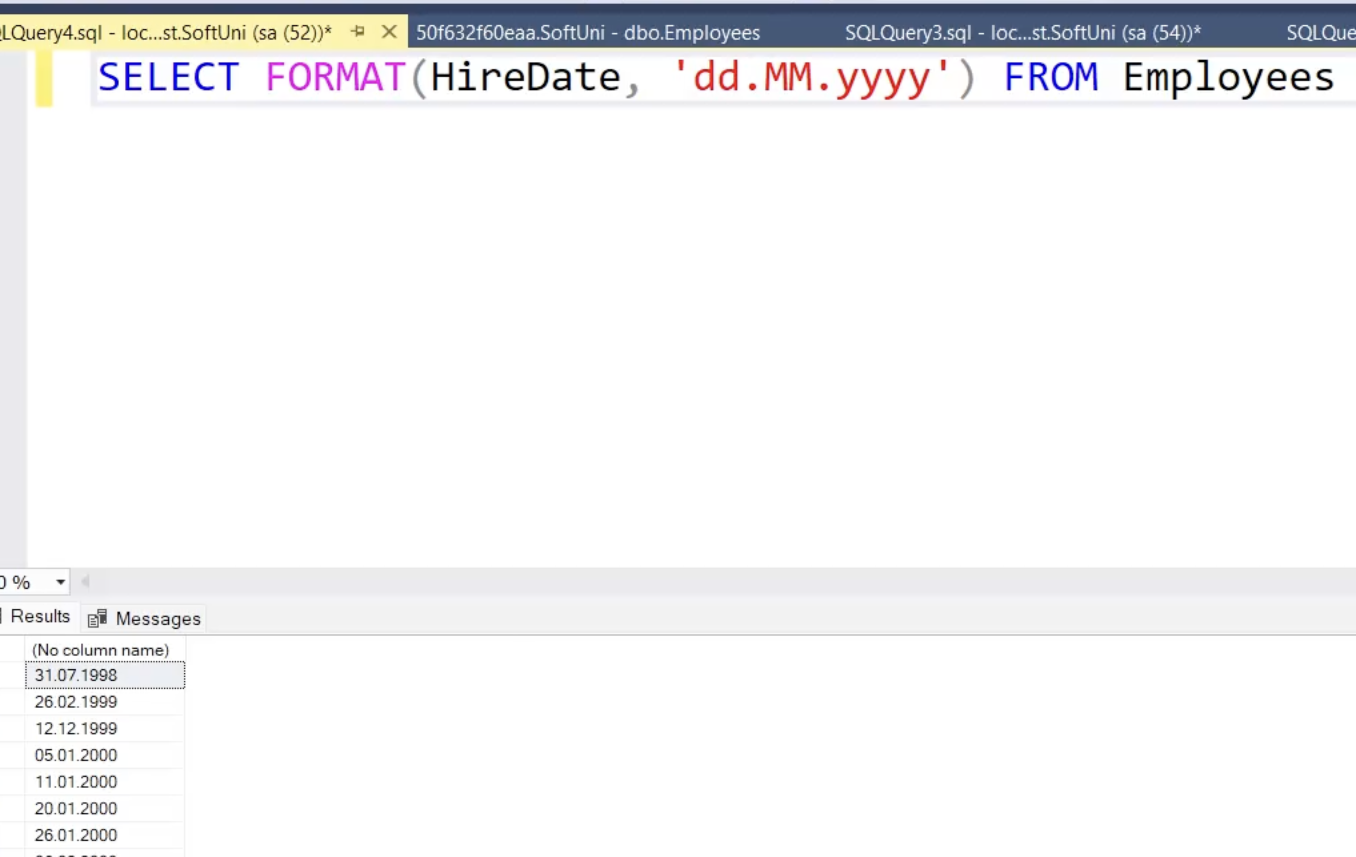 LQuery4.sql - loc...st.SoftUni (sa (52))* 50f632f60eaa.SoftUni - dbo.Employees SQLQuery3.sql - loc...st.SoftUni (sa (54))* SQLQue
SELECT FORMAT(HireDate, 'dd.MM.yyyy') FROM Employees
0 %
Results Messages
(No column name)
31.07.1998
26.02.1999
12.12.1999
05.01.2000
11.01.2000
20.01.2000
26.01.2000